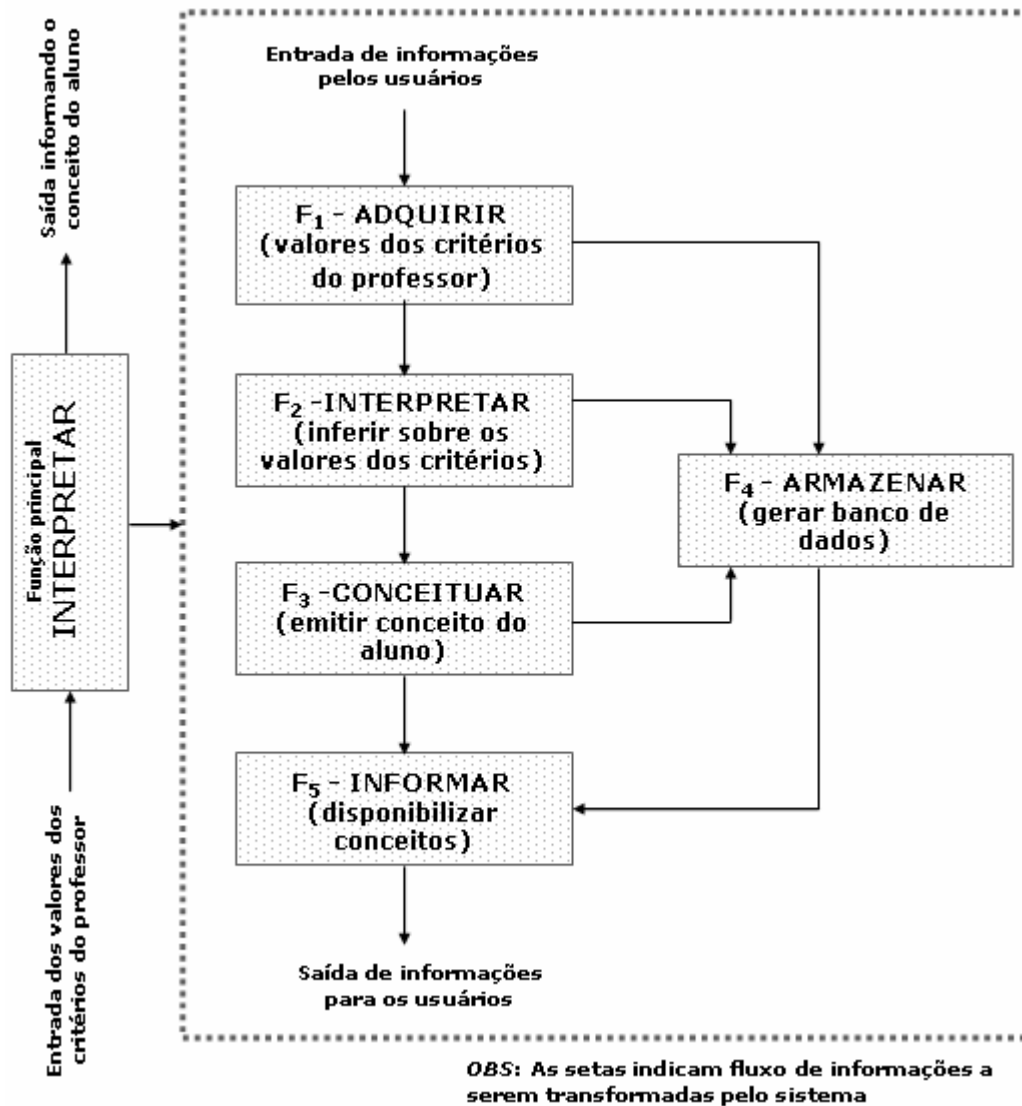 Saída informando o
conceito do aluno
Função principal
INTERPRETAR
Entrada dos valores dos
critérios do professor
Entrada de informações
pelos usuários
F1 - ADQUIRIR
(valores dos critérios
do professor)
F2 -INTERPRETAR
(inferir sobre os
valores dos critérios)
F3 -CONCEITUAR
(emitir conceito do
aluno)
F4 - ARMAZENAR
(gerar banco de
dados)
F5 - INFORMAR
(disponibilizar
conceitos)
Saída de informações
para os usuários
OBS: As setas indicam fluxo de informações a
serem transformadas pelo sistema